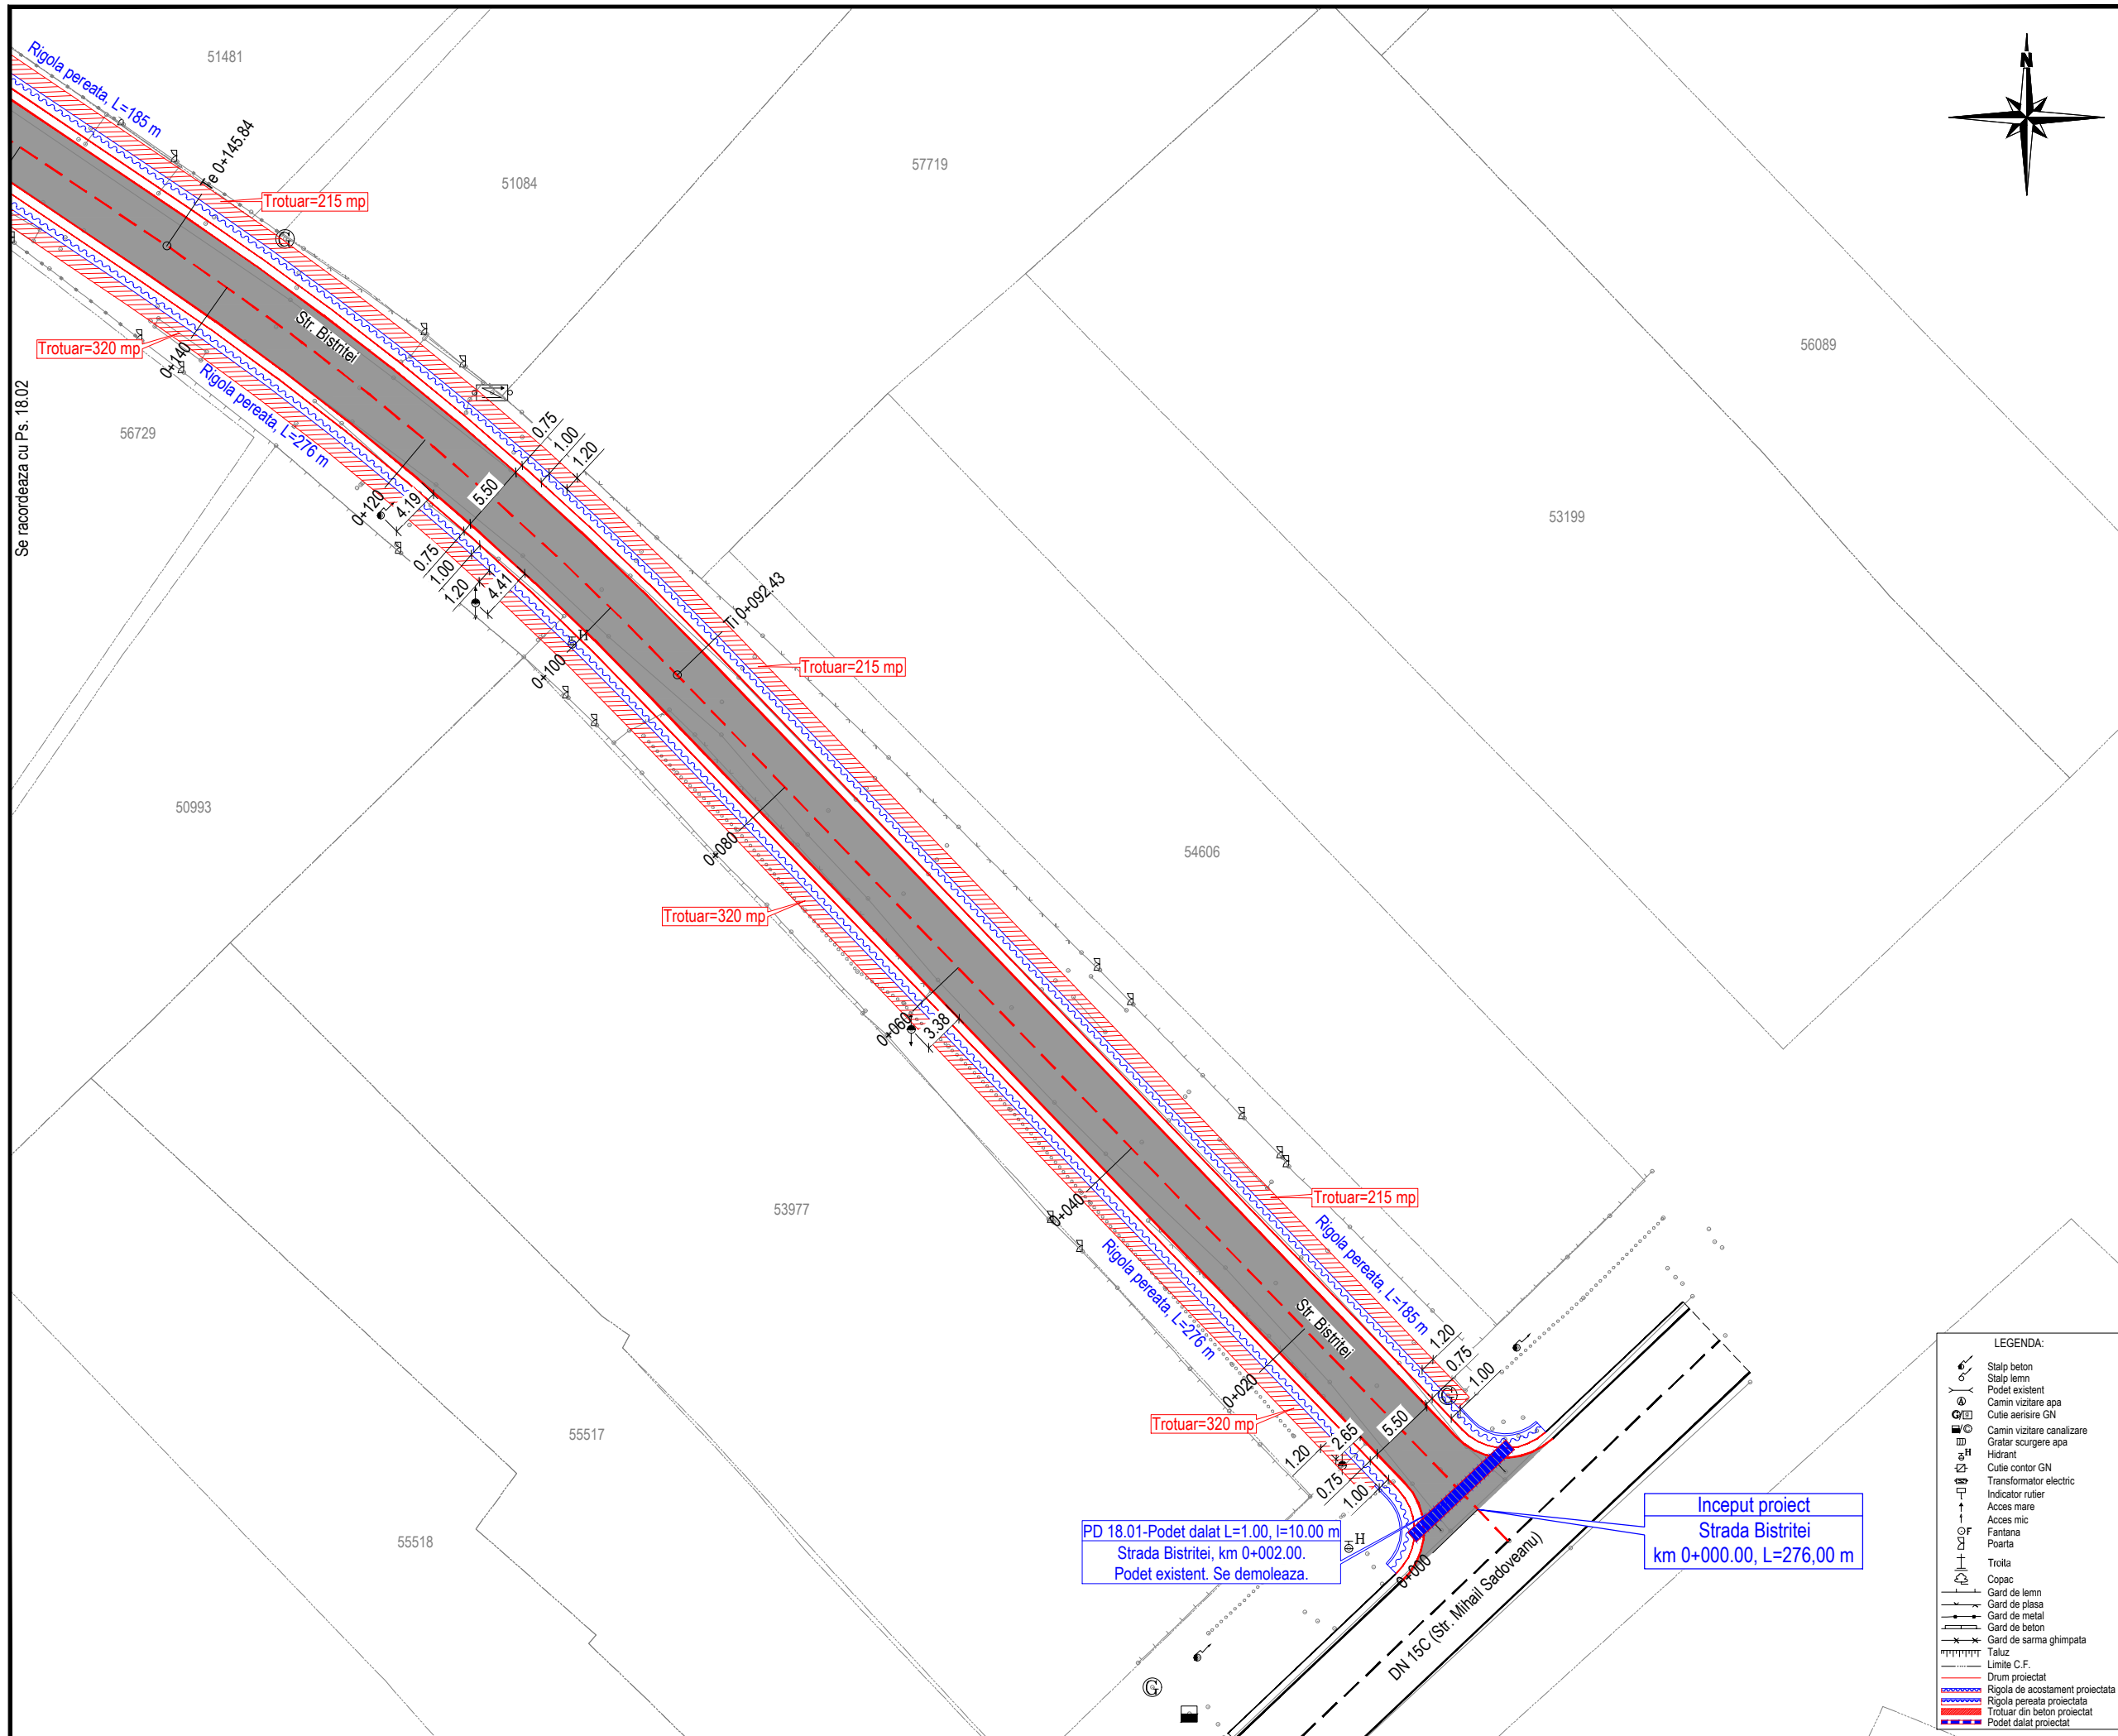 Rigola pereata, L=185 m
51481
N
Te 0+145.84
57719
51084
Trotuar=215 mp
Str. Bistritei
Trotuar=320 mp
0+140
Rigola pereata, L=276 m
56089
Se racordeaza cu Ps. 18.02
56729
0.75
1.00
1.20
5.50
0+120
4.19
0.75
1.00
1.20
4.41
53199
Ti 0+092.43
H
0+100
Trotuar=215 mp
50993
0+080
54606
Trotuar=320 mp
0+060
3.38
53977
0+040
Trotuar=215 mp
Rigola pereata, L=185 m
Rigola pereata, L=276 m
Str. Bistritei
1.20
0.75
1.00
G
0+020
Trotuar=320 mp
5.50
2.65
1.20
0.75
1.00
55517
55518
PD 18.01-Podet dalat L=1.00, l=10.00 m
Strada Bistritei, km 0+002.00.
Podet existent. Se demoleaza.
H
0+000
Inceput proiect
Strada Bistritei
km 0+000.00, L=276,00 m
DN 15C (Str. Mihail Sadoveanu)
G
LEGENDA:
Stalp beton
Stalp lemn
Podet existent
Camin vizitare apa
Cutie aerisire GN
Camin vizitare canalizare
Gratar scurgere apa
H Hidrant
Cutie contor GN
Transformator electric
Indicator rutier
Acces mare
Acces mic
F Fantana
Poarta
Troita
Copac
Gard de lemn
Gard de plasa
Gard de metal
Gard de beton
Gard de sarma ghimpata
Taluz
Limite C.F.
Drum proiectat
Rigola de acostament proiectata
Rigola pereata proiectata
Trotuar din beton proiectat
Podet dalat proiectat